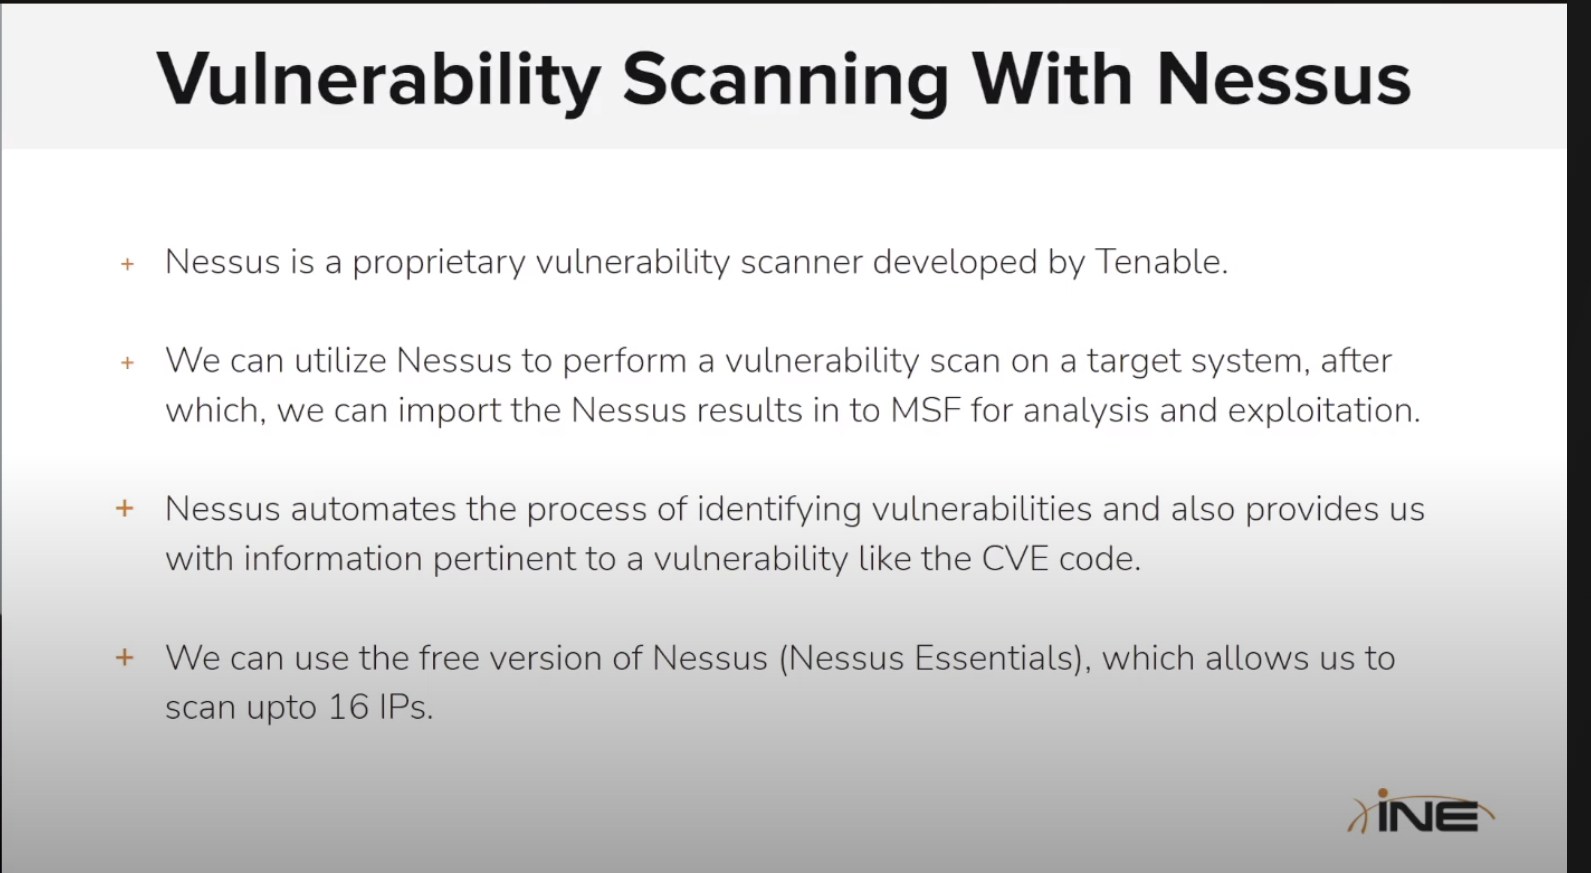 Vulnerability Scanning With Nessus
+ Nessus is a proprietary vulnerability scanner developed by Tenable.
+ We can utilize Nessus to perform a vulnerability scan on a target system, after
which, we can import the Nessus results in to MSF for analysis and exploitation.
+ Nessus automates the process of identifying vulnerabilities and also provides us
with information pertinent to a vulnerability like the CVE code.
+ We can use the free version of Nessus (Nessus Essentials), which allows us to
scan upto 16 IPs.
iNE